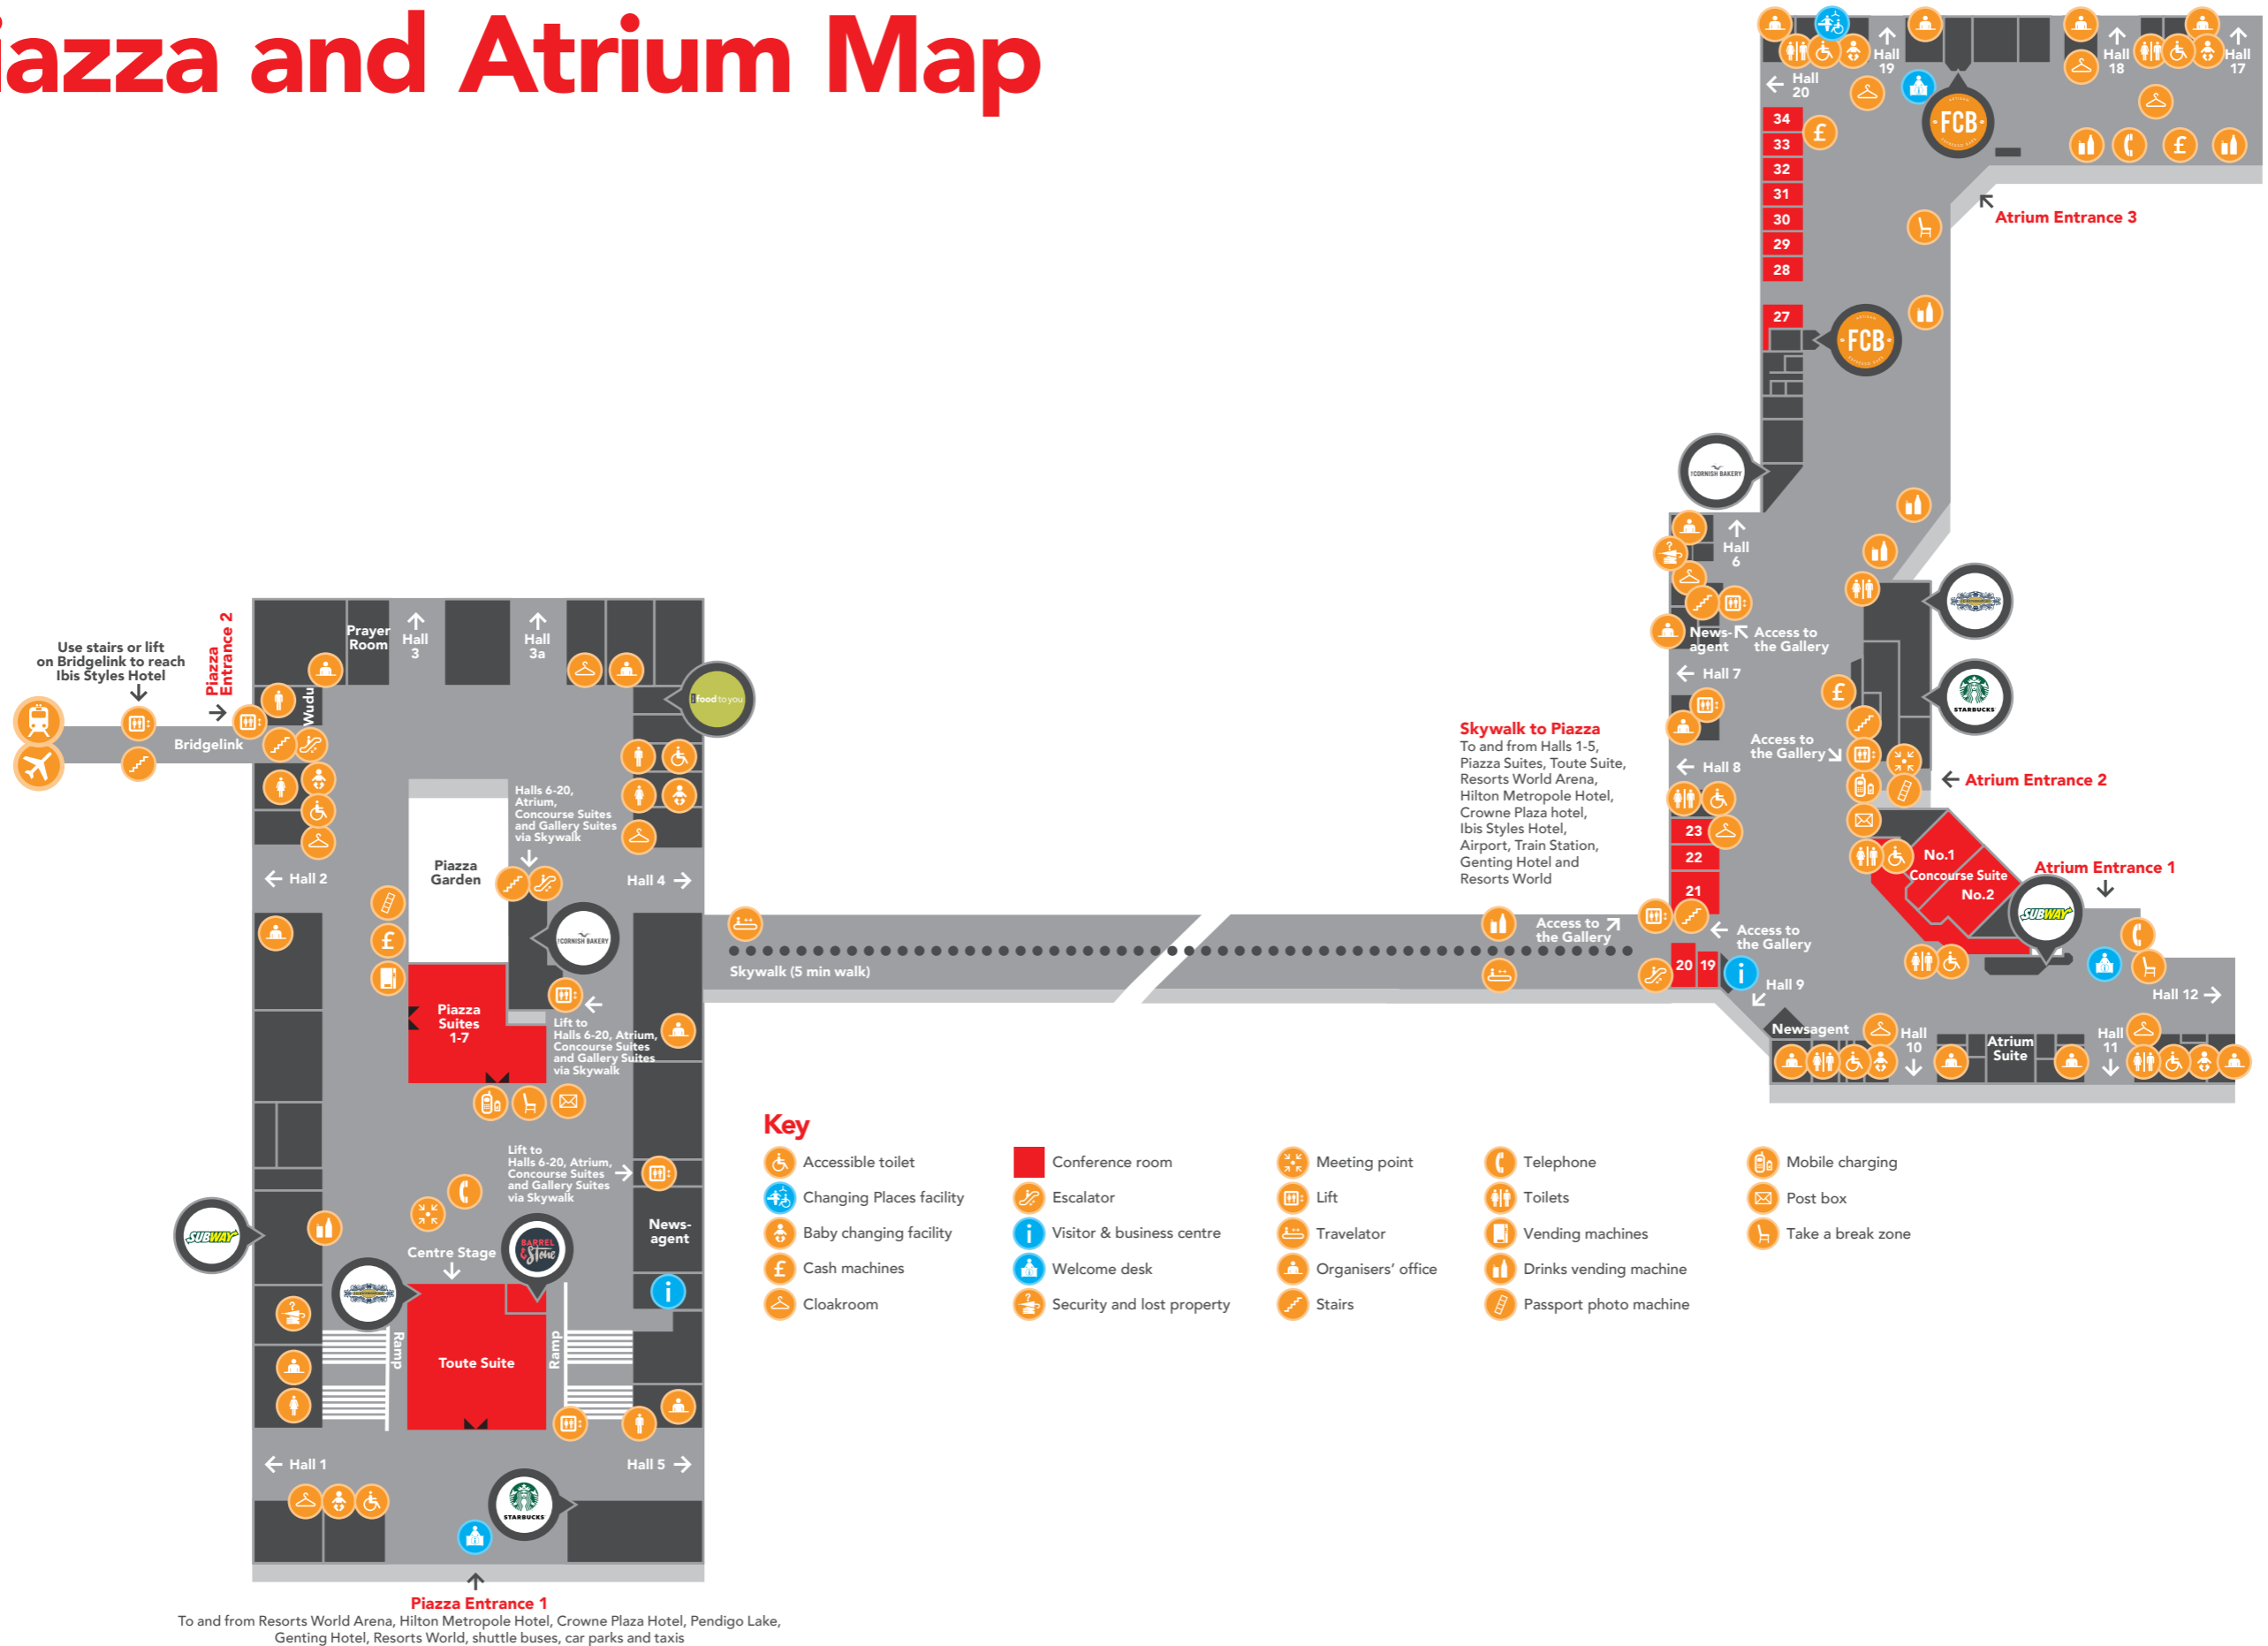 iazza and Atrium Map
Hall
19
Hall
18
Hall
17
Hall
20
FCB
34
33
32
31
30
29
28
27
FCB
Atrium Entrance 3
CORNISH BAKERY
Hall
6
News-
agent
Access to
the Gallery
Hall 7
STARBUCKS
Access to
the Gallery
Hall 8
Atrium Entrance 2
23
22
21
No.1
Concourse Suite
No.2
Atrium Entrance 1
SUBWAY
Skywalk to Piazza
To and from Halls 1-5,
Piazza Suites, Toute Suite,
Resorts World Arena,
Hilton Metropole Hotel,
Crowne Plaza hotel,
Ibis Styles Hotel,
Airport, Train Station,
Genting Hotel and
Resorts World
Access to
the Gallery
Access to
the Gallery
20
19
Hall 9
Hall 12
Newsagent
Hall
10
Atrium
Suite
Hall
11
Use stairs or lift
on Bridgelink to reach
Ibis Styles Hotel
Piazza
Entrance 2
Bridgelink
Prayer
Room
Wudu
Hall
3
Hall
3a
food to you
Halls 6-20,
Atrium,
Concourse Suites
and Gallery Suites
via Skywalk
Piazza
Garden
Hall 2
Hall 4
CORNISH BAKERY
Skywalk (5 min walk)
Piazza
Suites
1-7
Lift to
Halls 6-20, Atrium,
Concourse Suites
and Gallery Suites
via Skywalk
Lift to
Halls 6-20, Atrium,
Concourse Suites
and Gallery Suites
via Skywalk
SUBWAY
News-
agent
Centre Stage
BARREL
& Stone
Ramp
Toute Suite
Ramp
Hall 1
Hall 5
STARBUCKS
Piazza Entrance 1
To and from Resorts World Arena, Hilton Metropole Hotel, Crowne Plaza Hotel, Pendigo Lake,
Genting Hotel, Resorts World, shuttle buses, car parks and taxis
Key
Accessible toilet
Changing Places facility
Baby changing facility
Cash machines
Cloakroom
Conference room
Escalator
Visitor & business centre
Welcome desk
Security and lost property
Meeting point
Lift
Travelator
Organisers' office
Stairs
Telephone
Toilets
Vending machines
Drinks vending machine
Passport photo machine
Mobile charging
Post box
Take a break zone